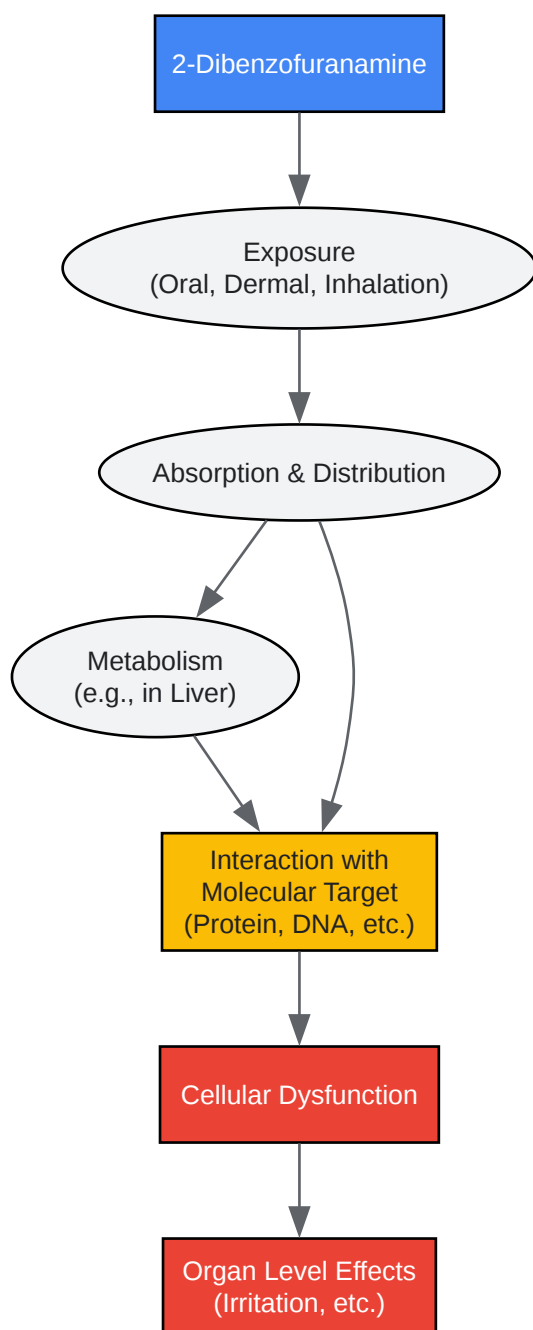 2-Dibenzofuranamine
Exposure
(Oral, Dermal, Inhalation)
Absorption & Distribution
Metabolism
(e.g., in Liver)
Interaction with
Molecular Target
(Protein, DNA, etc.)
Cellular Dysfunction
Organ Level Effects
(Irritation, etc.)